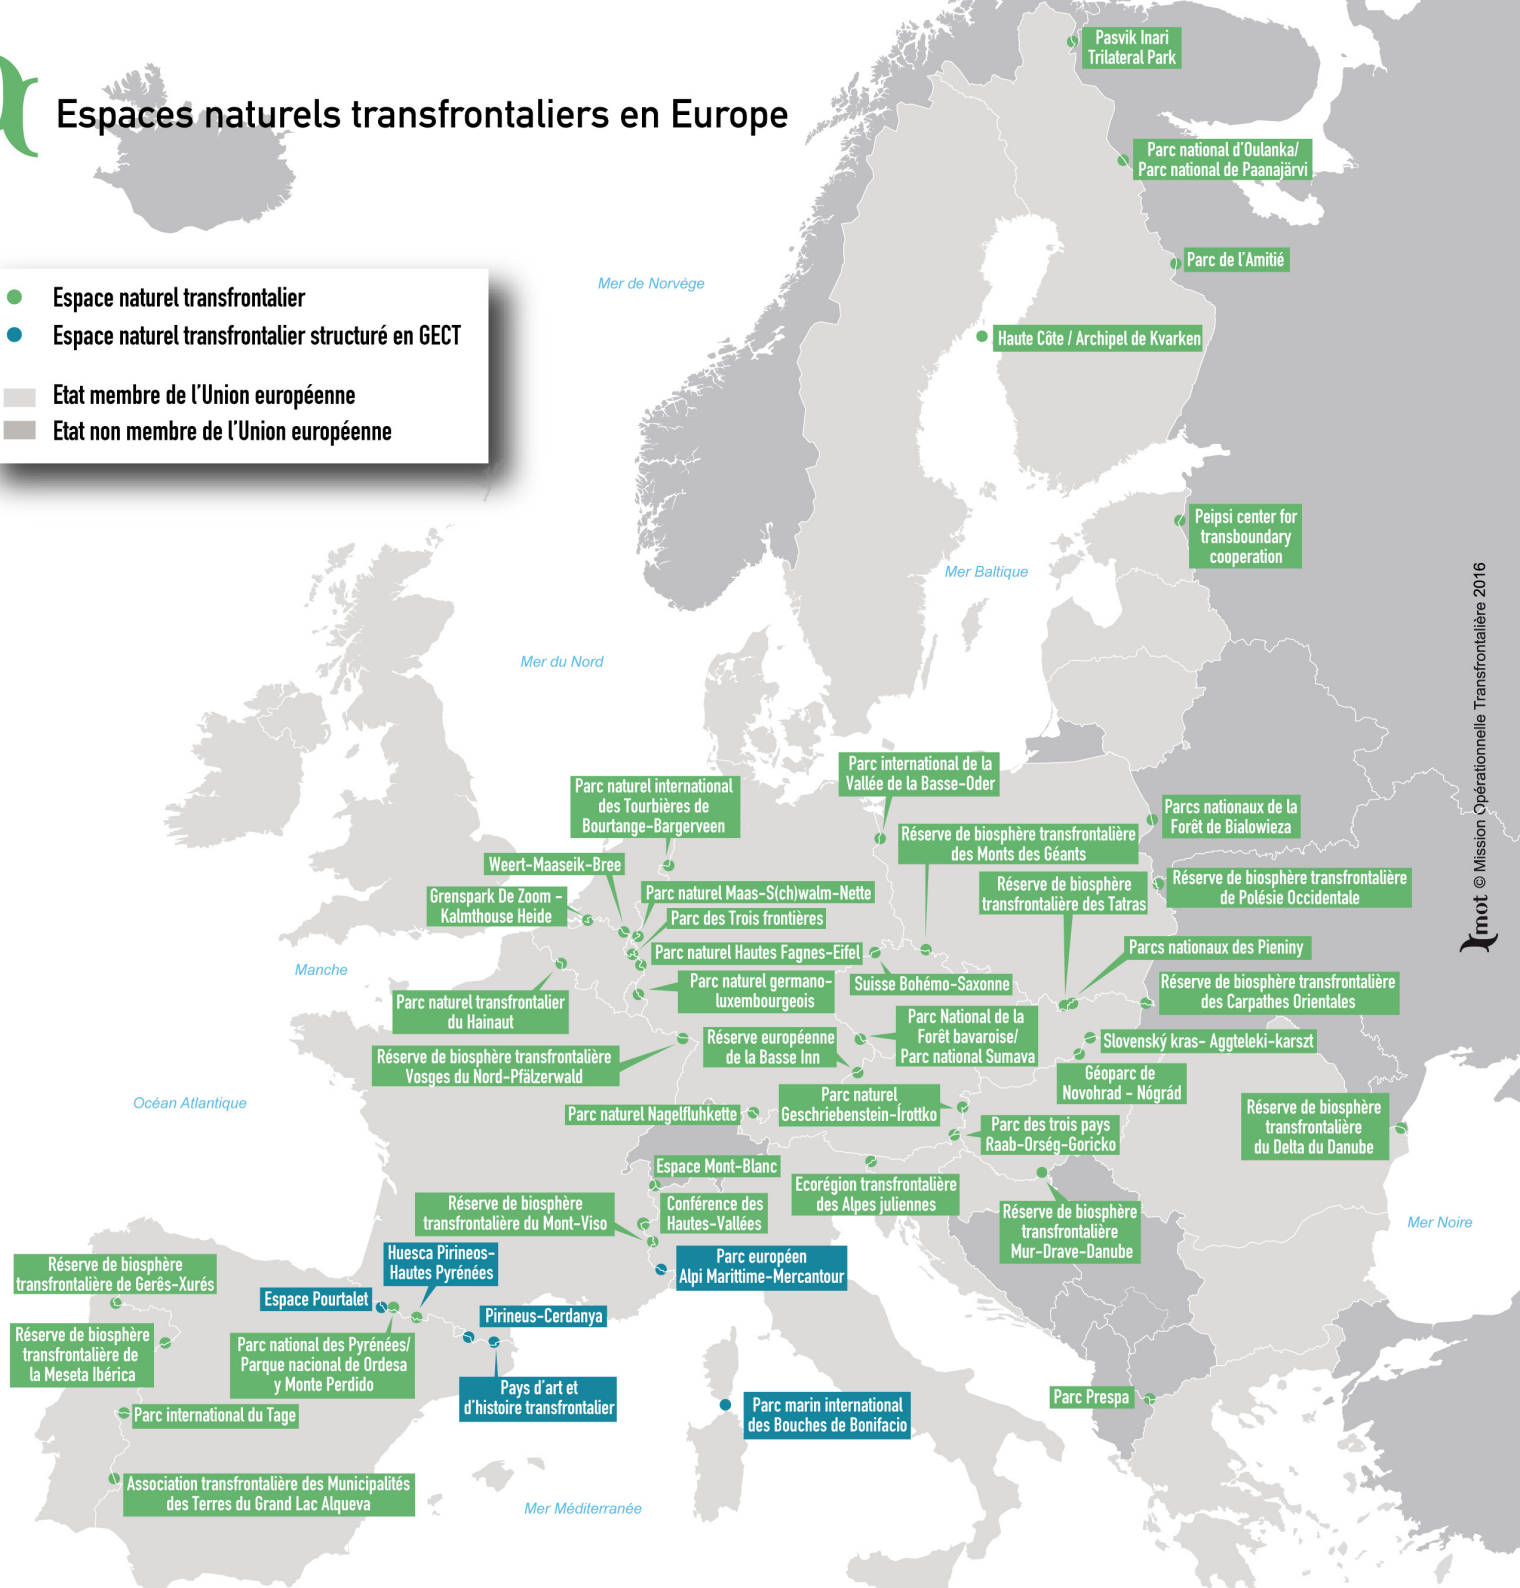 Espaces naturels transfrontaliers en Europe
Espace naturel transfrontalier
Espace naturel transfrontalier structuré en GECT
Etat membre de l'Union européenne
Etat non membre de l'Union européenne
Pasvik Inari
Trilateral Park
Parc national d'Oulanka/
Parc national de Paanajärvi
Parc de l'Amitié
Mer de Norvège
Haute Côte / Archipel de Kvarken
Peipsi center for
transboundary
cooperation
Mer Baltique
Mer du Nord
Parc international de la
Vallée de la Basse-Oder
Parc naturel international
des Tourbières de
Bourtange-Bargerveen
Parcs nationaux de la
Forêt de Bialowieza
Réserve de biosphère transfrontalière
des Monts des Géants
Weert-Maaseik-Bree
Réserve de biosphère transfrontalière
de Polésie Occidentale
Réserve de biosphère
transfrontalière des Tatras
Parc naturel Maas-S(ch)walm-Nette
Grenspark De Zoom -
Kalmthouse Heide
Parc des Trois frontières
Parcs nationaux des Pieniny
Parc naturel Hautes Fagnes-Eifel
Manche
Parc naturel germano-
luxembourgeois
Suisse Bohémo-Saxonne
Réserve de biosphère transfrontalière
des Carpathes Orientales
Parc naturel transfrontalier
du Hainaut
Parc National de la
Forêt bavaroise/
Parc national Sumava
Réserve européenne
de la Basse Inn
Slovenský kras- Aggteleki-karszt
Réserve de biosphère transfrontalière
Vosges du Nord-Pfälzerwald
Géoparc de
Novohrad - Nógrád
Océan Atlantique
Parc naturel
Geschriebenstein-Írottko
Parc naturel Nagelfluhkette
Réserve de biosphère
transfrontalière
du Delta du Danube
Parc des trois pays
Raab-Orség-Goricko
Espace Mont-Blanc
Ecorégion transfrontalière
des Alpes juliennes
Réserve de biosphère
transfrontalière du Mont-Viso
Conférence des
Hautes-Vallées
Réserve de biosphère
transfrontalière
Mur-Drave-Danube
Mer Noire
Huesca Pirineos-
Hautes Pyrénées
Parc européen
Alpi Marittime-Mercantour
Réserve de biosphère
transfrontalière de Gerês-Xurés
Espace Pourtalet
Pirineus-Cerdanya
Réserve de biosphère
transfrontalière de
la Meseta Ibérica
Parc national des Pyrénées/
Parque nacional de Ordesa
y Monte Perdido
Pays d'art et
d'histoire transfrontalier
Parc Prespa
Parc marin international
des Bouches de Bonifacio
Parc international du Tage
Association transfrontalière des Municipalités
des Terres du Grand Lac Alqueva
Mer Méditerranée
mot © Mission Opérationnelle Transfrontalière 2016